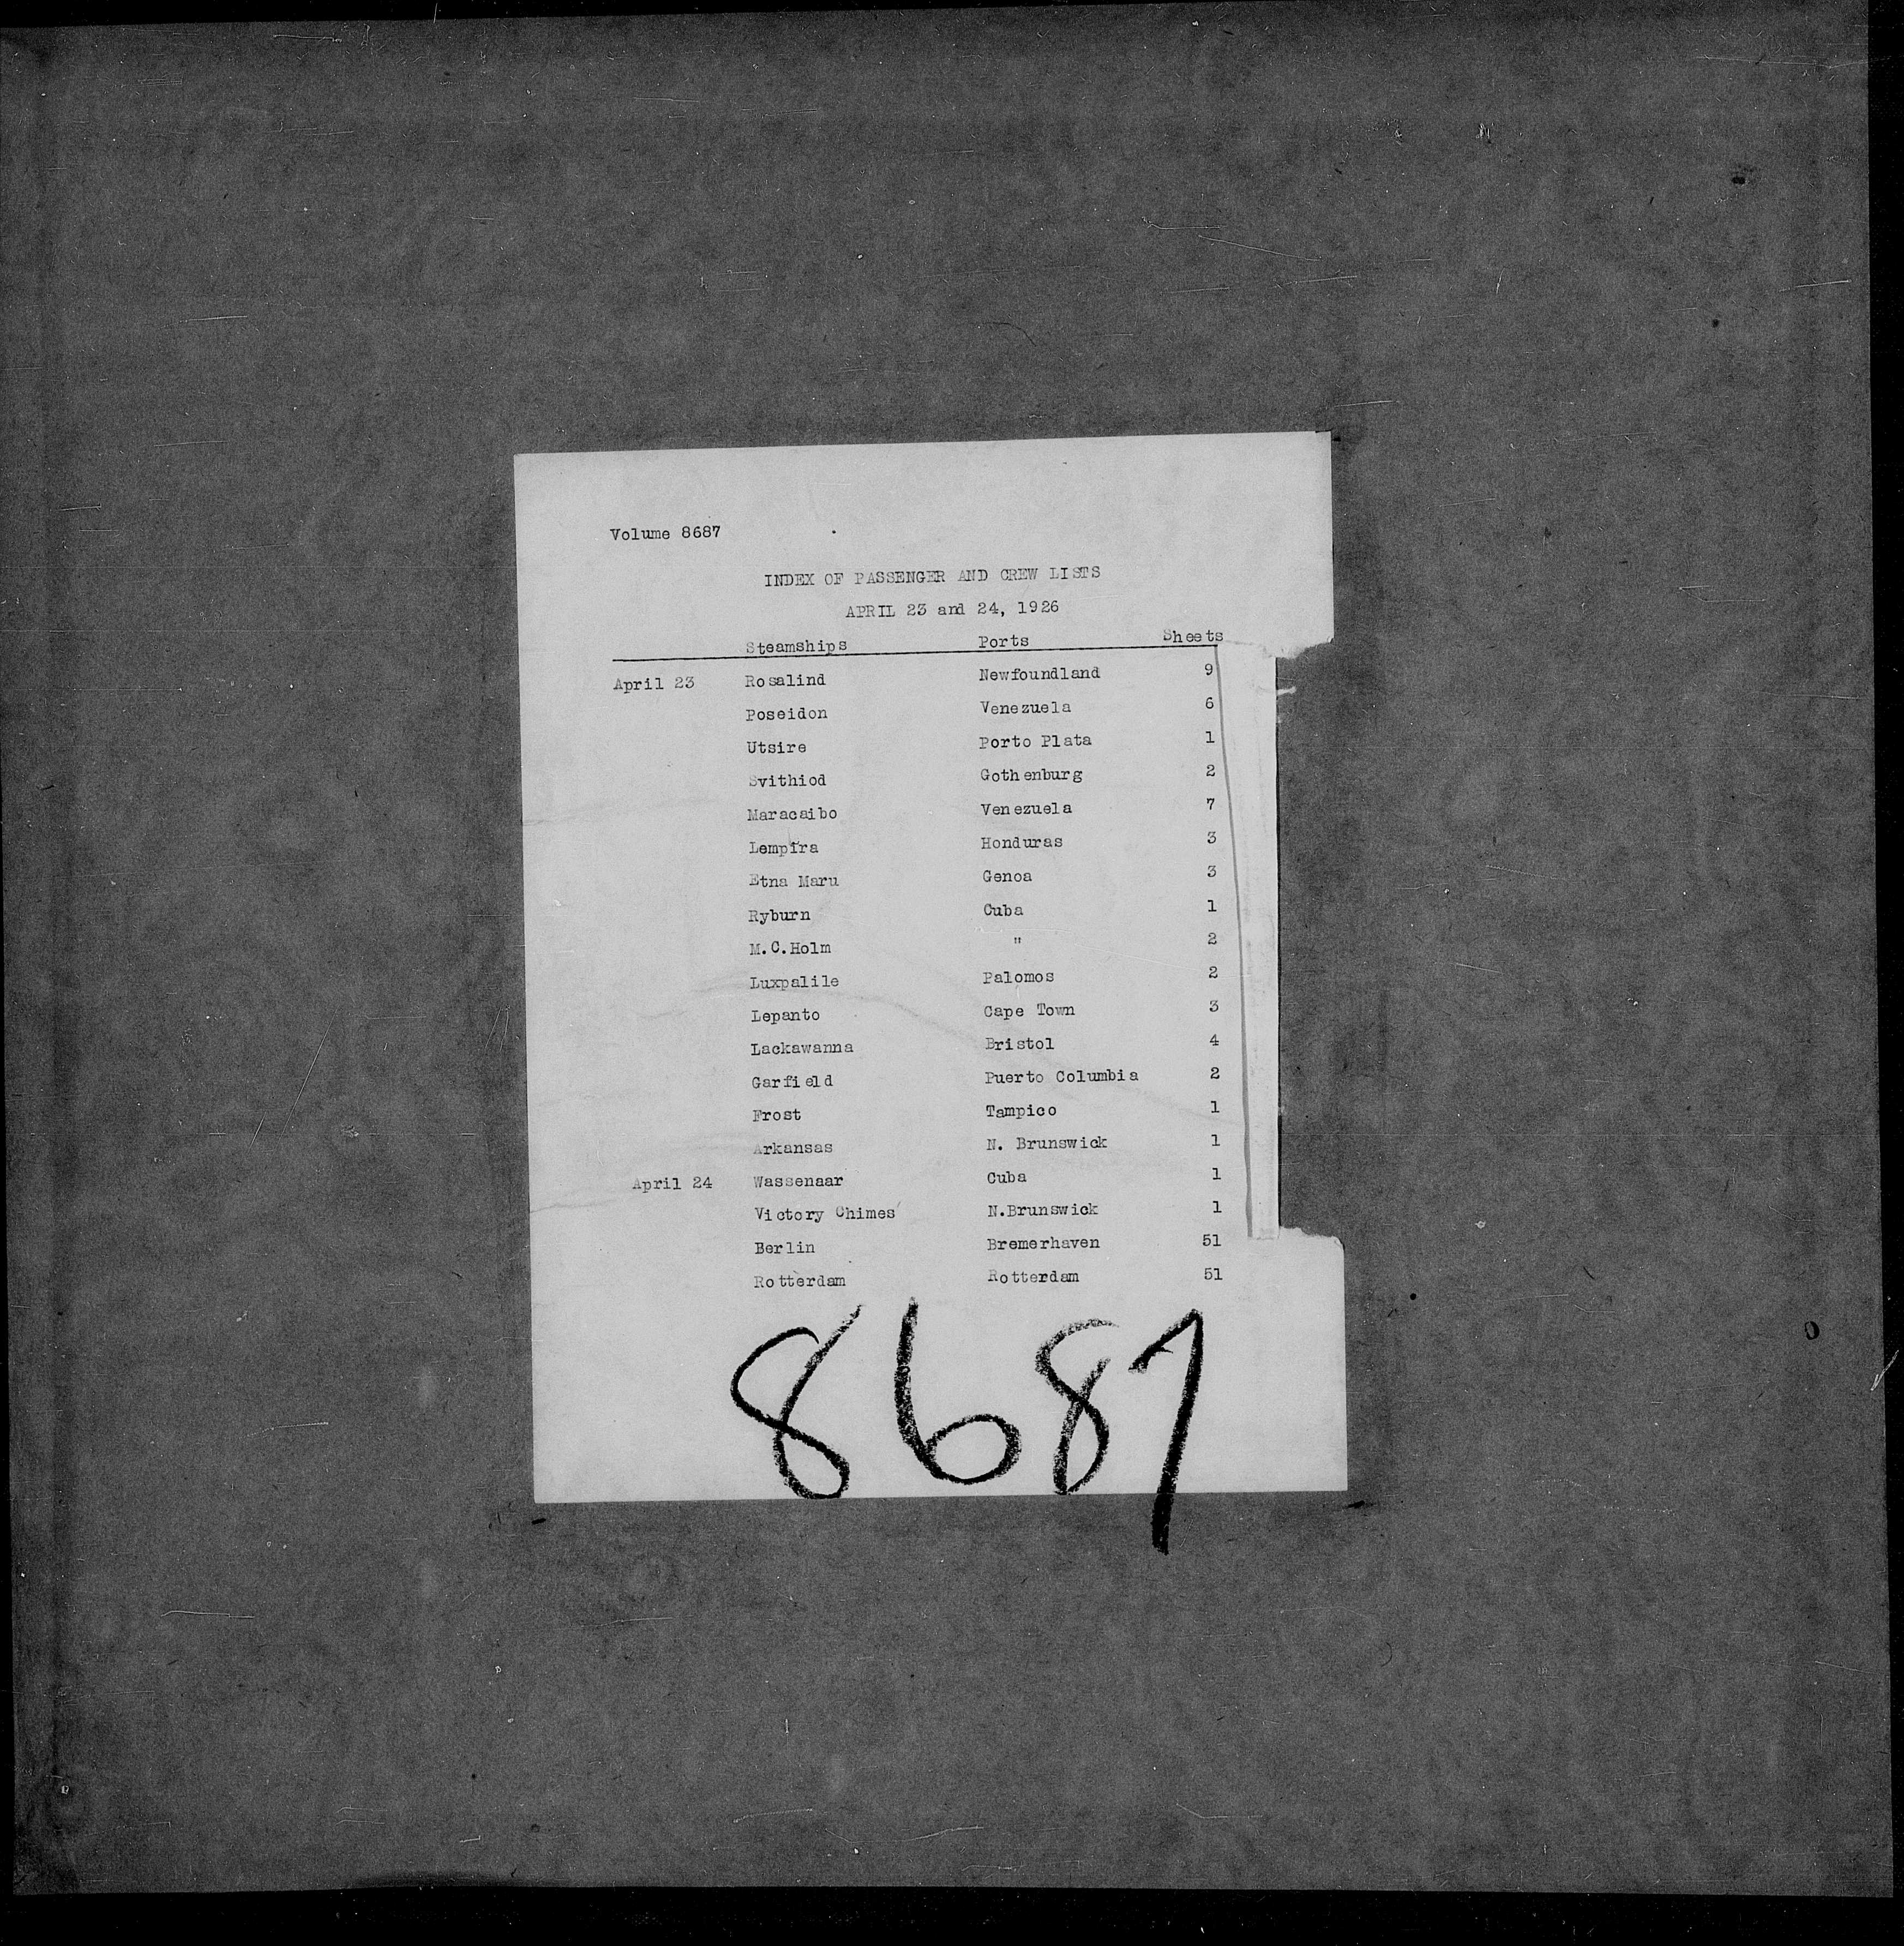 Volume 8687
INDEX OF PASSENGER AND CREW LISTS
APRIL 23 and 24, 1926
Steamships Ports Sheets
April 23 Rosalind Newfoundland 9
Poseidon Venezuela 6
Utsire Porto Plata 1
Svithiod Gothenburg 2
Maracaibo Venezuela 7
Lempira Honduras 3
Etna Maru Genoa 3
Ryburn Cuba 1
M.C.Holm " 2
Luxpalile Palomos 2
Lepanto Cape Town 3
Lackawanna Bristol 4
Garfield Puerto Columbia 2
Frost Tampico 1
Arkansas N. Brunswick 1
April 24 Wassenaar Cuba 1
Victory Chimes N.Brunswick 1
Berlin Bremerhaven 51
Rotterdam Rotterdam 51
8687